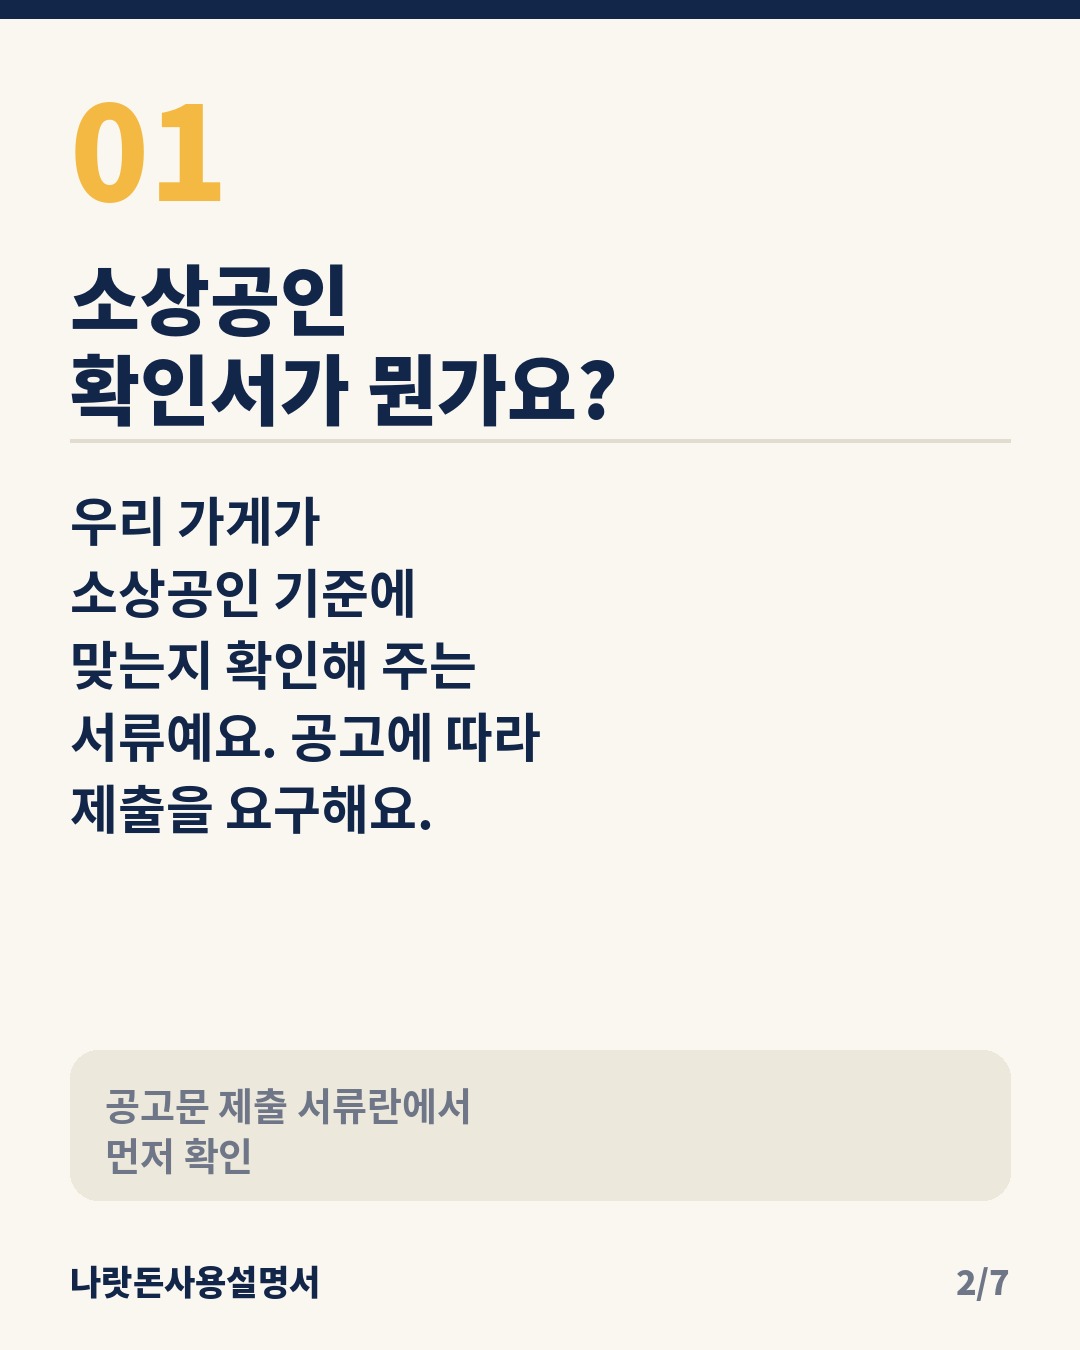 01
소상공인
확인서가 뭔가요?
우리 가게가
소상공인 기준에
맞는지 확인해 주는
서류예요. 공고에 따라
제출을 요구해요.
공고문 제출 서류란에서
먼저 확인
나랏돈사용설명서
2/7